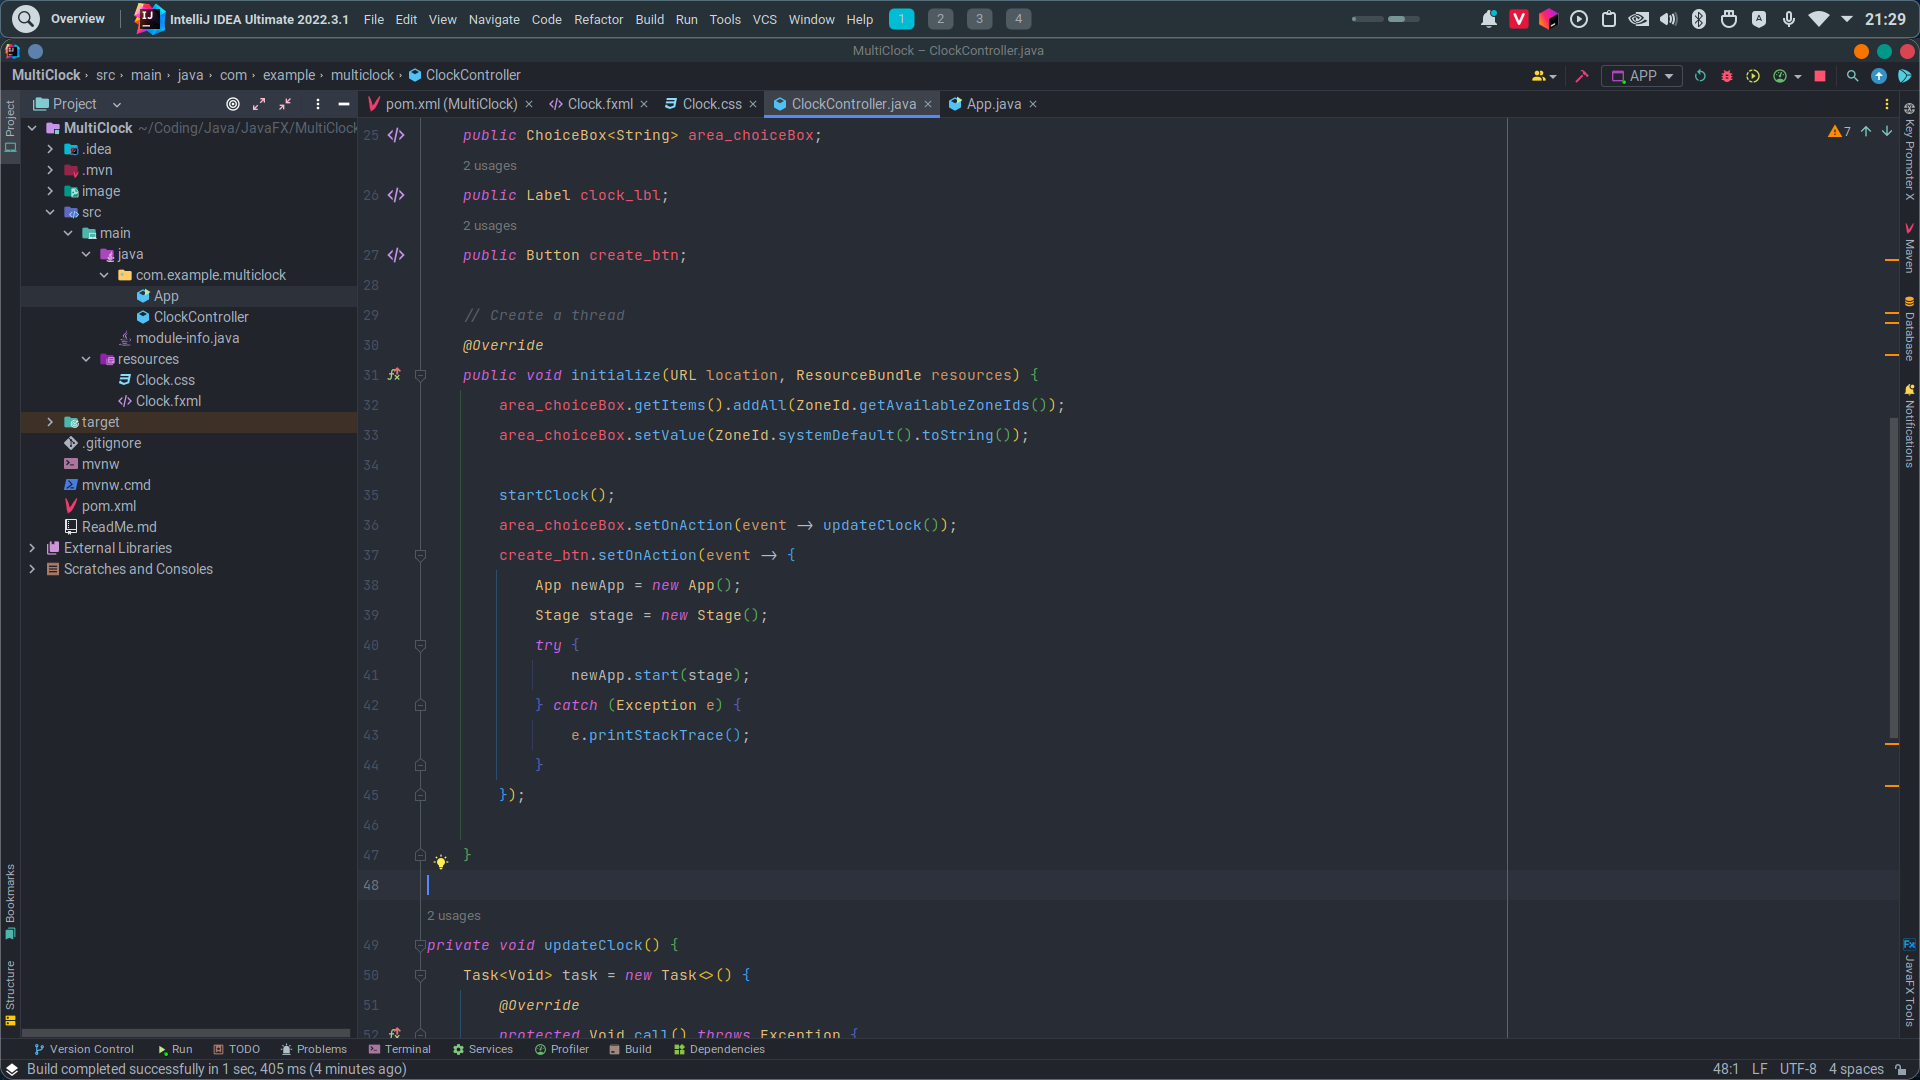 Overview IntelliJ IDEA Ultimate 2022.3.1 File Edit View Navigate Code Refactor Build Run Tools VCS Window Help 1 2 3 4 21:29
MultiClock – ClockController.java
MultiClock › src › main › java › com › example › multiclock › ClockController APP
Project
pom.xml (MultiClock) Clock.fxml Clock.css ClockController.java App.java
Project
MultiClock ~/Coding/Java/JavaFX/MultiClock
.idea
.mvn
image
src
main
java
com.example.multiclock
App
ClockController
module-info.java
resources
Clock.css
Clock.fxml
target
.gitignore
mvnw
mvnw.cmd
pom.xml
ReadMe.md
External Libraries
Scratches and Consoles
Bookmarks
Structure
7
25 public ChoiceBox<String> area_choiceBox;
2 usages
26 public Label clock_lbl;
2 usages
27 public Button create_btn;
28
29 // Create a thread
30 @Override
31 public void initialize(URL location, ResourceBundle resources) {
32 area_choiceBox.getItems().addAll(ZoneId.getAvailableZoneIds());
33 area_choiceBox.setValue(ZoneId.systemDefault().toString());
34
35 startClock();
36 area_choiceBox.setOnAction(event -> updateClock());
37 create_btn.setOnAction(event -> {
38 App newApp = new App();
39 Stage stage = new Stage();
40 try {
41 newApp.start(stage);
42 } catch (Exception e) {
43 e.printStackTrace();
44 }
45 });
46
47 }
48
2 usages
49 private void updateClock() {
50 Task<Void> task = new Task<>() {
51 @Override
52 protected Void call() throws Exception {
Key Promoter X
Maven
Database
Notifications
JavaFX Tools
Version Control Run TODO Problems Terminal Services Profiler Build Dependencies
Build completed successfully in 1 sec, 405 ms (4 minutes ago) 48:1 LF UTF-8 4 spaces